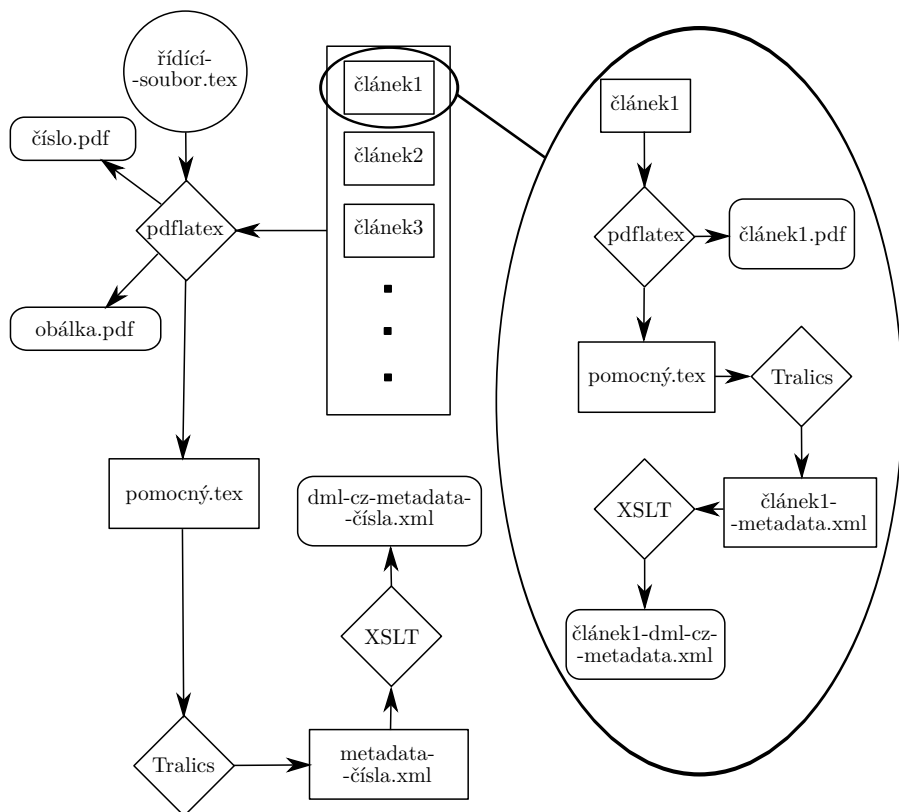 řídící-
-soubor.tex
číslo.pdf
pdflatex
obálka.pdf
článek1
článek2
článek3
pomocný.tex
Tralics
metadata-
-čísla.xml
XSLT
dml-cz-metadata-
-čísla.xml
článek1
pdflatex
článek1.pdf
pomocný.tex
Tralics
článek1-
-metadata.xml
XSLT
článek1-dml-cz-
-metadata.xml